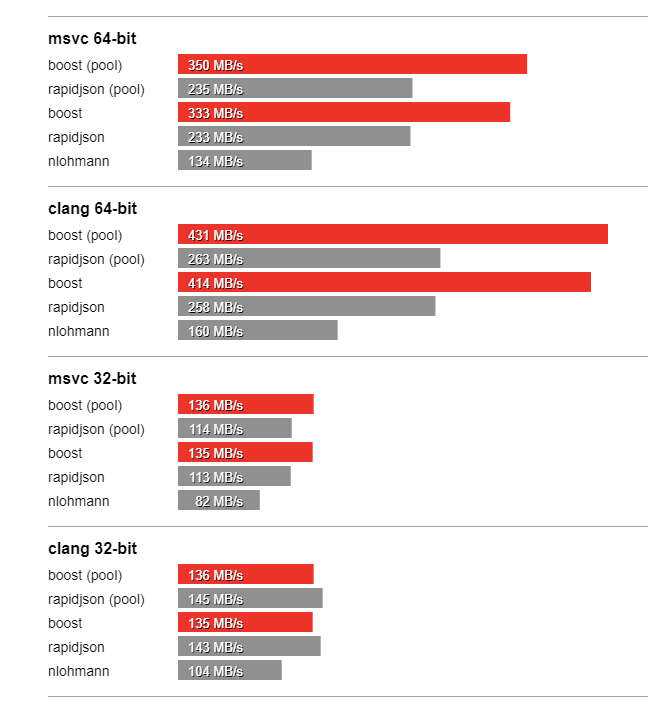 msvc 64-bit
boost (pool) 350 MB/s
rapidjson (pool) 235 MB/s
boost 333 MB/s
rapidjson 233 MB/s
nlohmann 134 MB/s
clang 64-bit
boost (pool) 431 MB/s
rapidjson (pool) 263 MB/s
boost 414 MB/s
rapidjson 258 MB/s
nlohmann 160 MB/s
msvc 32-bit
boost (pool) 136 MB/s
rapidjson (pool) 114 MB/s
boost 135 MB/s
rapidjson 113 MB/s
nlohmann 82 MB/s
clang 32-bit
boost (pool) 136 MB/s
rapidjson (pool) 145 MB/s
boost 135 MB/s
rapidjson 143 MB/s
nlohmann 104 MB/s